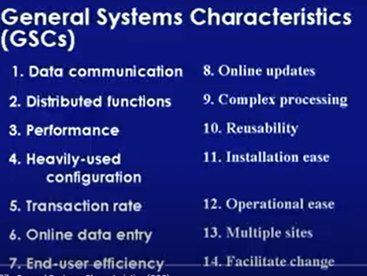 General Systems Characteristics
(GSCs)
1. Data communication
2. Distributed functions
3. Performance
4. Heavily-used
configuration
5. Transaction rate
6. Online data entry
7. End-user efficiency
8. Online updates
9. Complex processing
10. Reusability
11. Installation ease
12. Operational ease
13. Multiple sites
14. Facilitate change